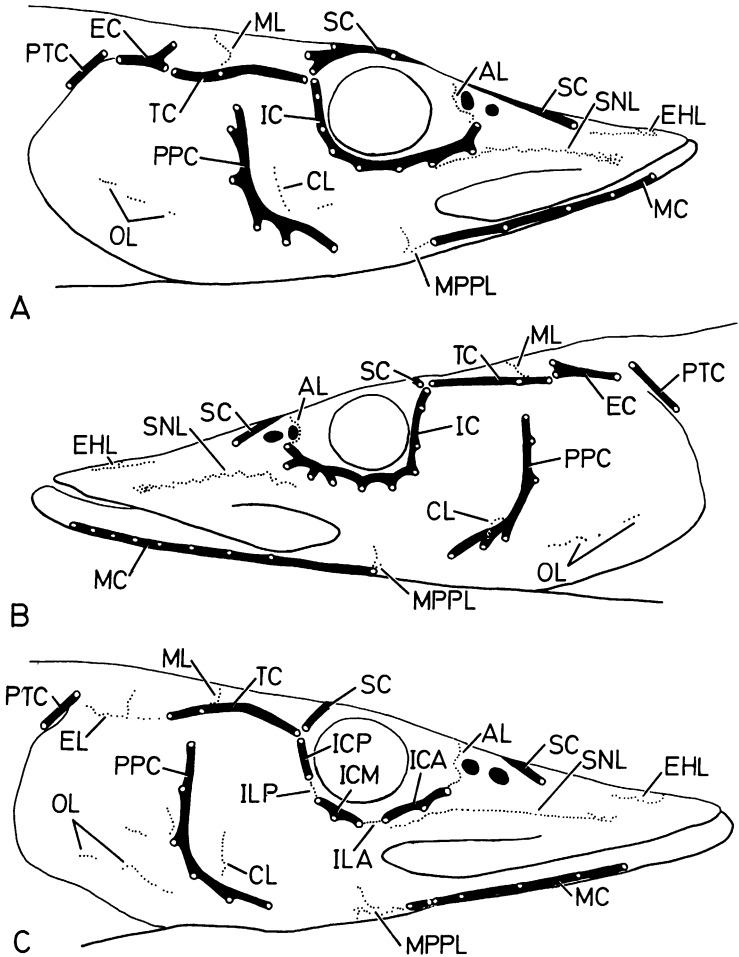 SC
ML
EC
PTC
AL
SC
SNL
EHL
TC
IC
PPC
CL
OL
MC
MPPL
A
ML
TC
SC
PTC
AL
EC
SC
SNL
IC
EHL
PPC
CL
OL
MC
MPPL
B
ML
TC
SC
PTC
AL
EL
ICP
ICA
SC
SNL
PPC
ICM
EHL
ILP
OL
ILA
CL
MC
MPPL
C